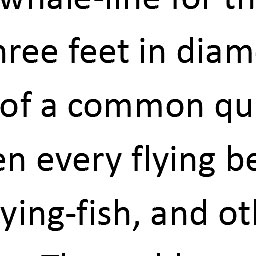 whale-line for th
hree feet in diam
of a common qu
en every flying be
ying-fish, and oth